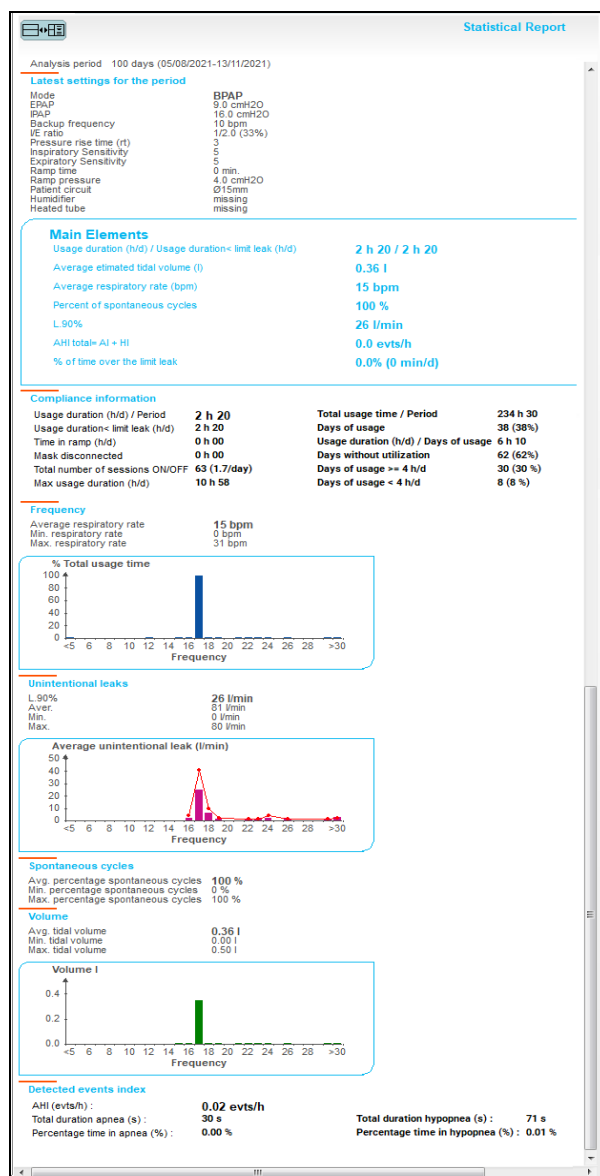 Statistical Report
Analysis period 100 days (05/08/2021-13/11/2021)
Latest settings for the period
Mode BPAP
EPAP 9.0 cmH2O
IPAP 16.0 cmH2O
Backup frequency 10 bpm
I/E ratio 1/2.0 (33%)
Pressure rise time (rt) 3
Inspiratory Sensitivity 5
Expiratory Sensitivity 5
Ramp time 0 min.
Ramp pressure 4.0 cmH2O
Patient circuit Ø15mm
Humidifier missing
Heated tube missing
Main Elements
Usage duration (h/d) / Usage duration< limit leak (h/d) 2 h 20 / 2 h 20
Average etimated tidal volume (l) 0.36 l
Average respiratory rate (bpm) 15 bpm
Percent of spontaneous cycles 100 %
L.90% 26 l/min
AHI total= AI + HI 0.0 evts/h
% of time over the limit leak 0.0% (0 min/d)
Compliance information
Usage duration (h/d) / Period 2 h 20 Total usage time / Period 234 h 30
Usage duration< limit leak (h/d) 2 h 20 Days of usage 38 (38%)
Time in ramp (h/d) 0 h 00 Usage duration (h/d) / Days of usage 6 h 10
Mask disconnected 0 h 00 Days without utilization 62 (62%)
Total number of sessions ON/OFF 63 (1.7/day) Days of usage >= 4 h/d 30 (30 %)
Max usage duration (h/d) 10 h 58 Days of usage < 4 h/d 8 (8 %)
Frequency
Average respiratory rate 15 bpm
Min. respiratory rate 0 bpm
Max. respiratory rate 31 bpm
% Total usage time
100
80
60
40
20
0
<5 6 8 10 12 14 16 18 20 22 24 26 28 >30
Frequency
Unintentional leaks
L.90% 26 l/min
Aver. 81 l/min
Min. 0 l/min
Max. 80 l/min
Average unintentional leak (l/min)
50
40
30
20
10
0
<5 6 8 10 12 14 16 18 20 22 24 26 28 >30
Frequency
Spontaneous cycles
Avg. percentage spontaneous cycles 100 %
Min. percentage spontaneous cycles 0 %
Max. percentage spontaneous cycles 100 %
Volume
Avg. tidal volume 0.36 l
Min. tidal volume 0.00 l
Max. tidal volume 0.50 l
Volume l
0.4
0.2
0.0
<5 6 8 10 12 14 16 18 20 22 24 26 28 >30
Frequency
Detected events index
AHI (evts/h) : 0.02 evts/h
Total duration apnea (s) : 30 s Total duration hypopnea (s) : 71 s
Percentage time in apnea (%) : 0.00 % Percentage time in hypopnea (%) : 0.01 %